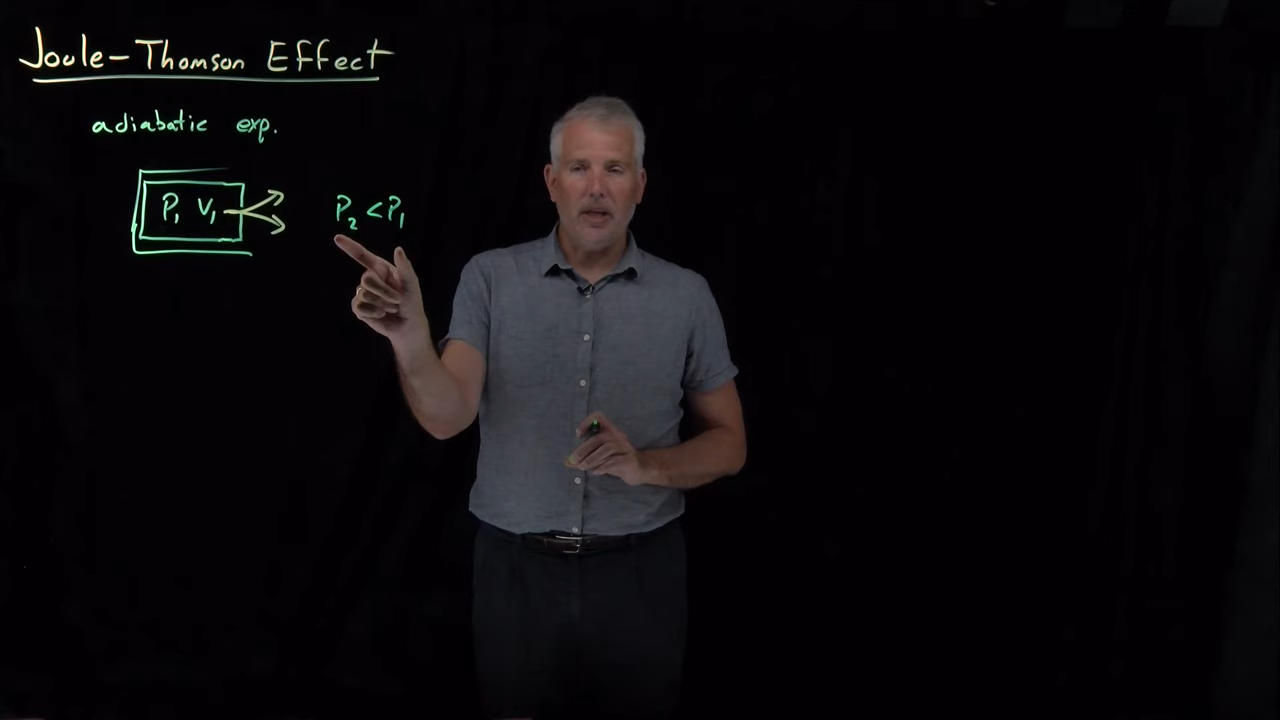 Joule-Thomson Effect
adiabatic exp.
P₁ V₁ P₂ < P₁